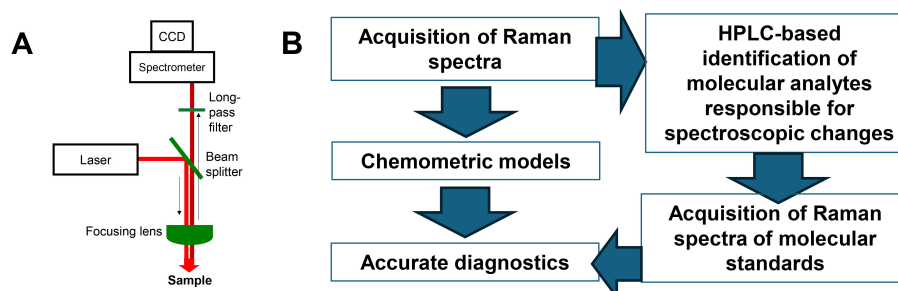 A
CCD
Spectrometer
Long-
pass
filter
Laser
Beam
splitter
Focusing lens
Sample
B
Acquisition of Raman
spectra
Chemometric models
Accurate diagnostics
HPLC-based
identification of
molecular analytes
responsible for
spectroscopic changes
Acquisition of Raman
spectra of molecular
standards